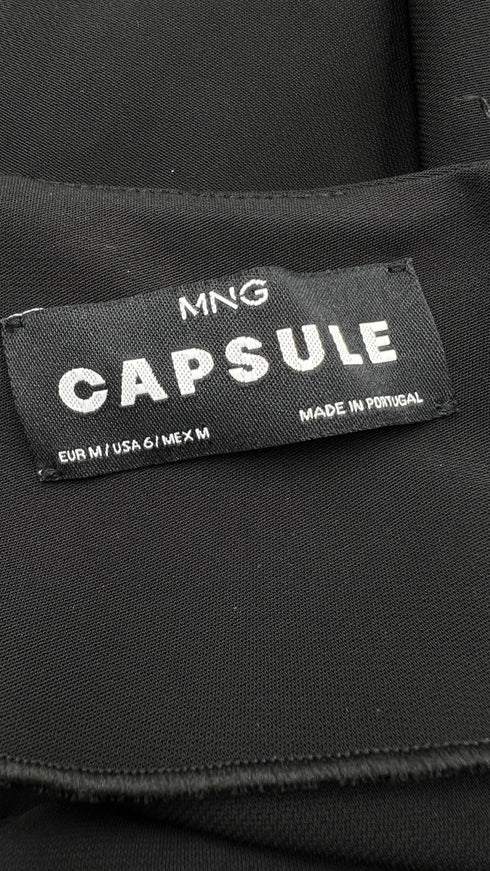 MNG
CAPSULE
EUR M / USA 6 / MEX M
MADE IN PORTUGAL